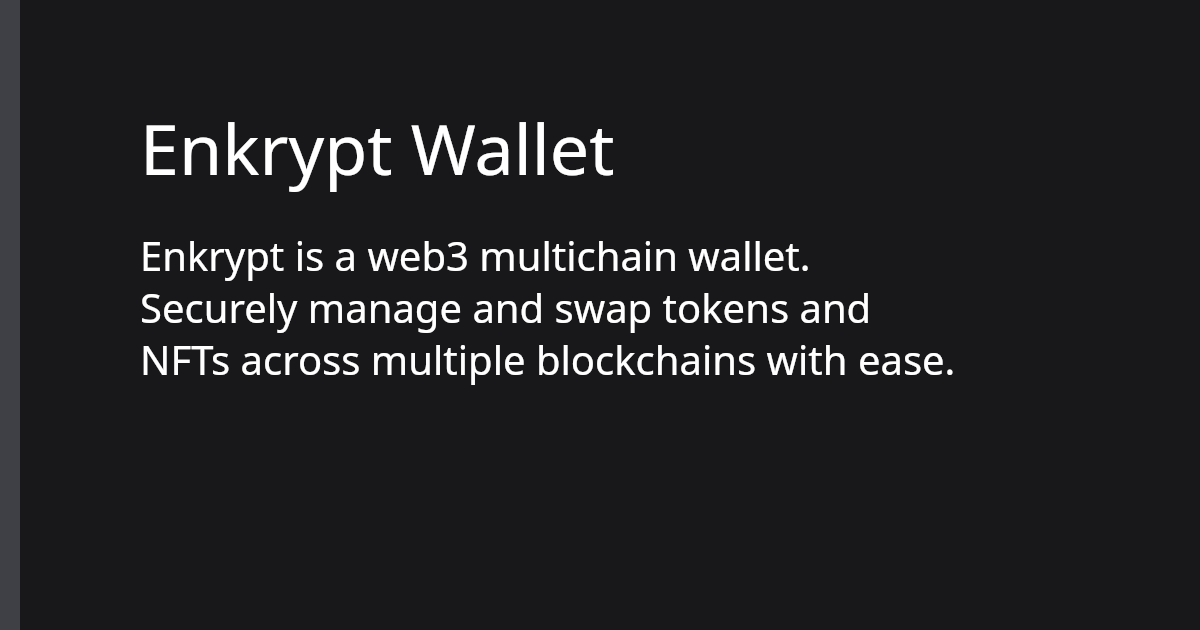 Enkrypt Wallet
Enkrypt is a web3 multichain wallet.
Securely manage and swap tokens and
NFTs across multiple blockchains with ease.